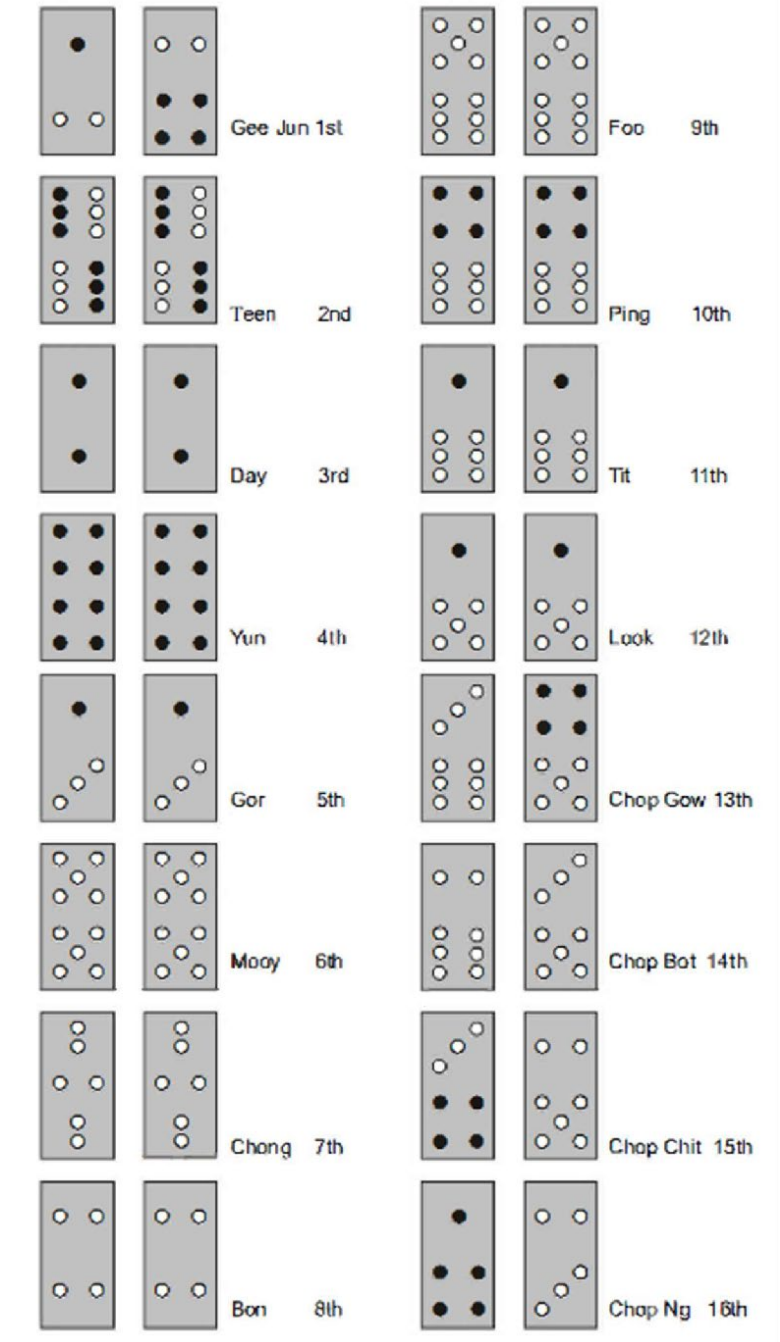 Gee Jun 1st
Teen 2nd
Day 3rd
Yun 4th
Gor 5th
Mooy 6th
Chong 7th
Bon 8th
Foo 9th
Ping 10th
Tit 11th
Look 12th
Chop Gow 13th
Chop Bot 14th
Chop Chit 15th
Chop Ng 16th